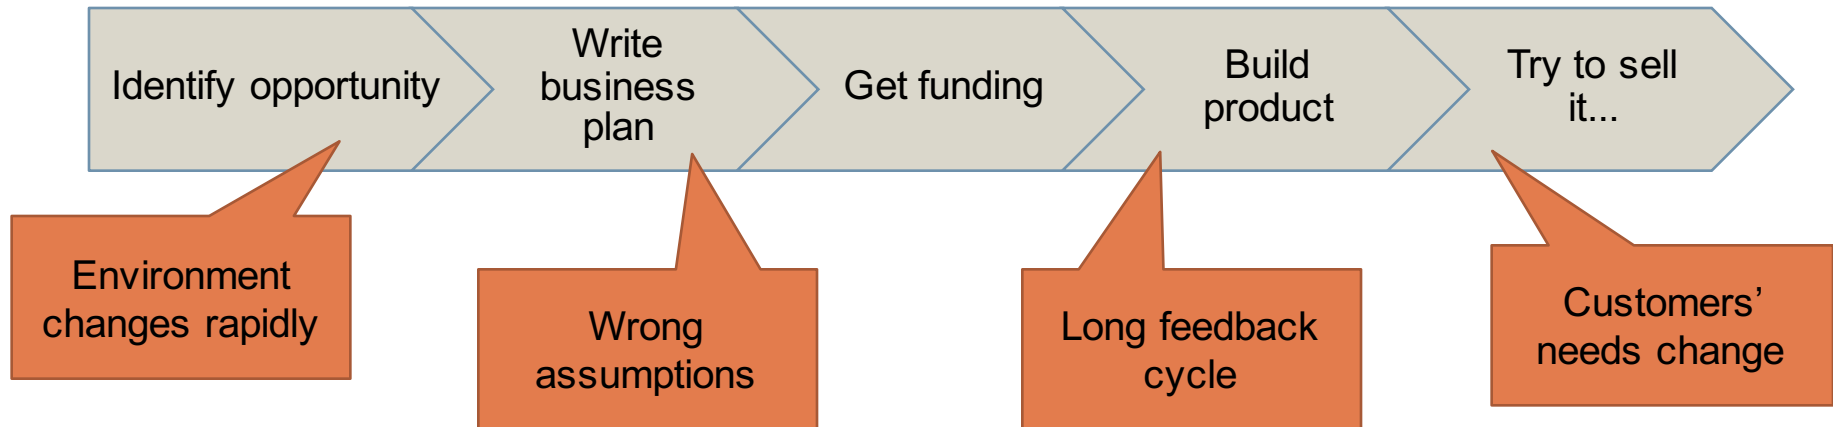 Identify opportunity
Write
business
plan
Get funding
Build
product
Try to sell
it...
Environment
changes rapidly
Wrong
assumptions
Long feedback
cycle
Customers’
needs change